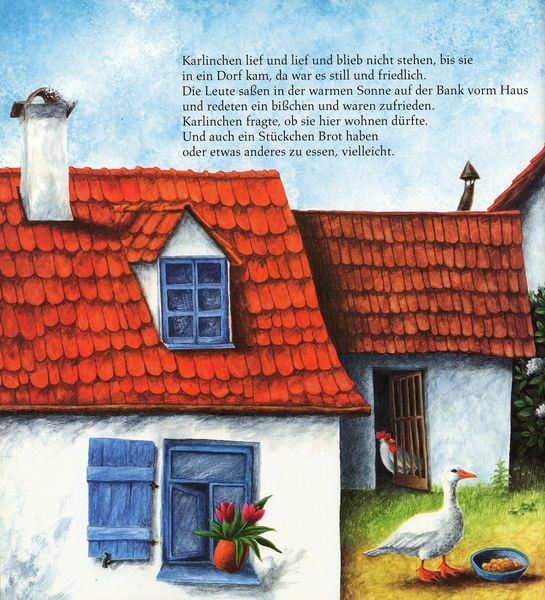 Karlinchen lief und lief und blieb nicht stehen, bis sie
in ein Dorf kam, da war es still und friedlich.
Die Leute saßen in der warmen Sonne auf der Bank vorm Haus
und redeten ein bißchen und waren zufrieden.
Karlinchen fragte, ob sie hier wohnen dürfte.
Und auch ein Stückchen Brot haben
oder etwas anderes zu essen, vielleicht.